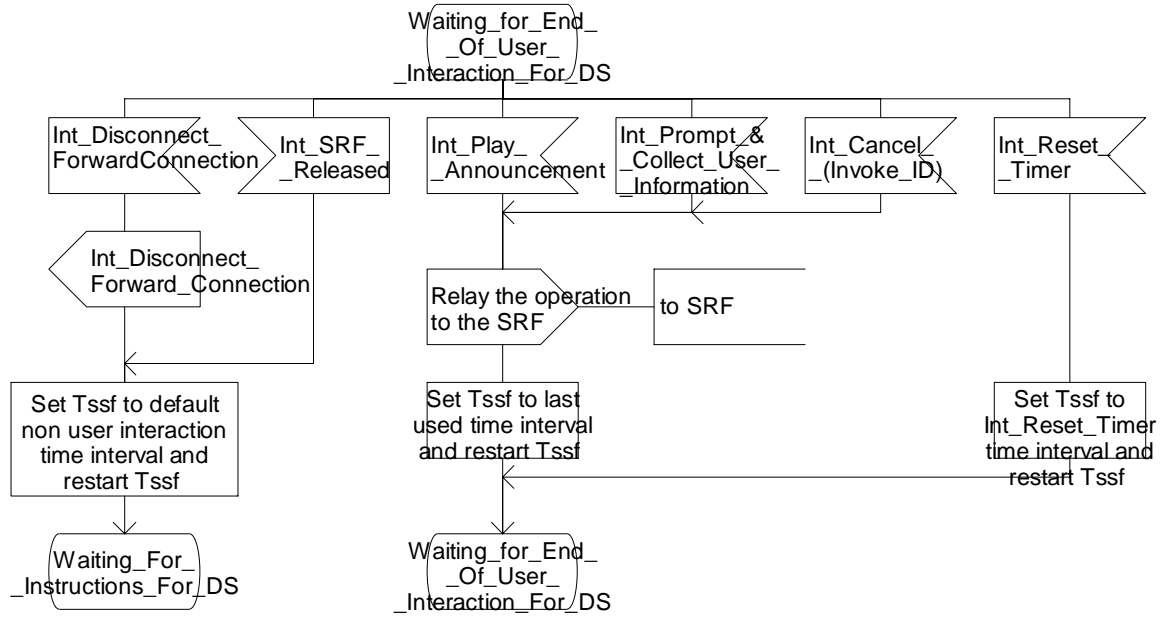 Waiting_for_End_
_Of_User_
_Interaction_For_DS
Int_Disconnect_
ForwardConnection
Int_SRF_
_Released
Int_Play_
_Announcement
Int_Prompt_&
_Collect_User_
_Information
Int_Cancel_
_(Invoke_ID)
Int_Reset_
_Timer
Int_Disconnect_
Forward_Connection
Relay the operation
to the SRF
to SRF
Set Tssf to default
non user interaction
time interval and
restart Tssf
Set Tssf to last
used time interval
and restart Tssf
Set Tssf to
Int_Reset_Timer
time interval and
restart Tssf
Waiting_For_
_Instructions_For_DS
Waiting_for_End_
_Of_User_
_Interaction_For_DS